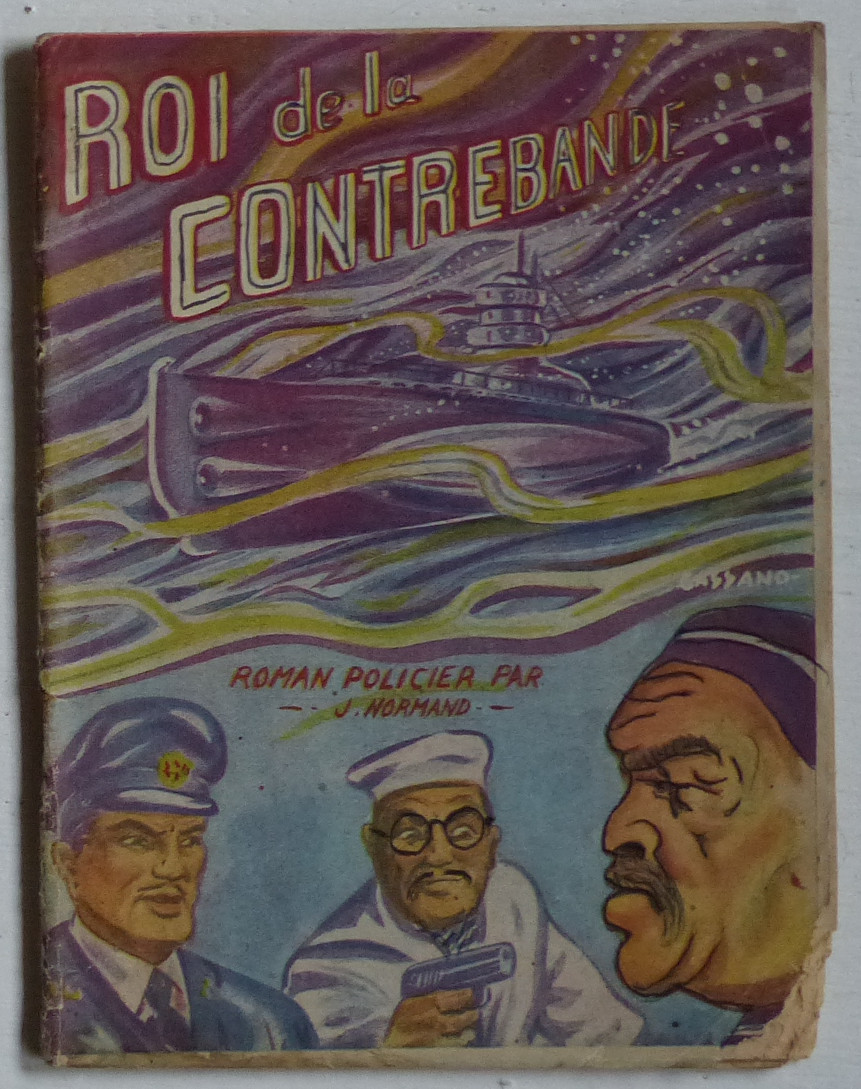 ROI de la
CONTREBANDE
CASSANO
ROMAN POLICIER PAR
-- J. NORMAND --